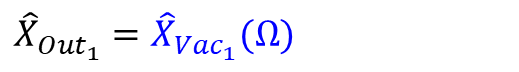 X̂_{Out_1} = X̂_{Vac_1}(Ω)